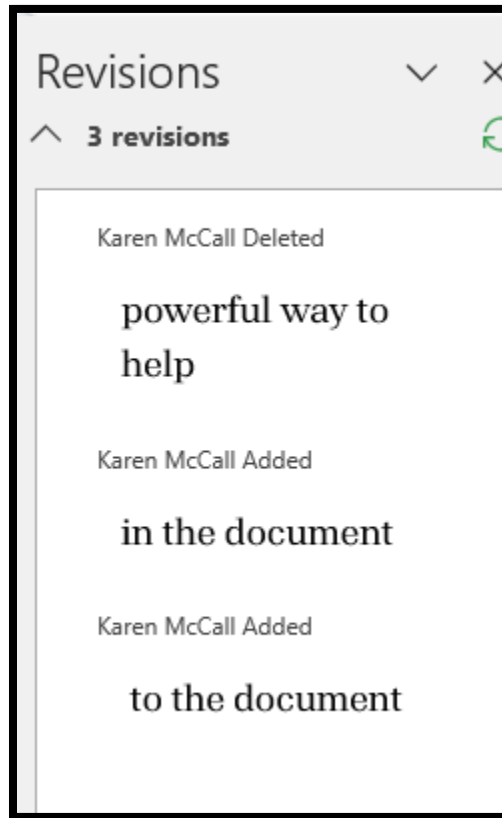 Revisions
3 revisions
Karen McCall Deleted
powerful way to
help
Karen McCall Added
in the document
Karen McCall Added
to the document